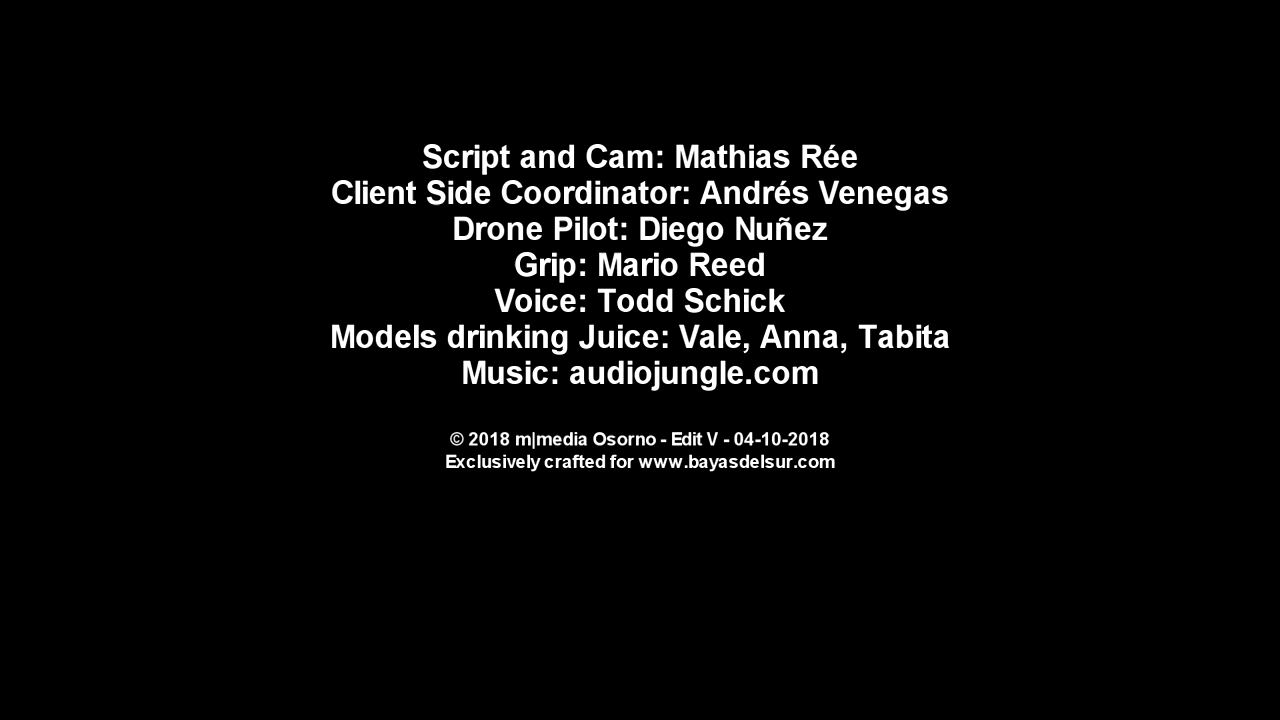 Script and Cam: Mathias Rée
Client Side Coordinator: Andrés Venegas
Drone Pilot: Diego Nuñez
Grip: Mario Reed
Voice: Todd Schick
Models drinking Juice: Vale, Anna, Tabita
Music: audiojungle.com
© 2018 m|media Osorno - Edit V - 04-10-2018
Exclusively crafted for www.bayasdelsur.com